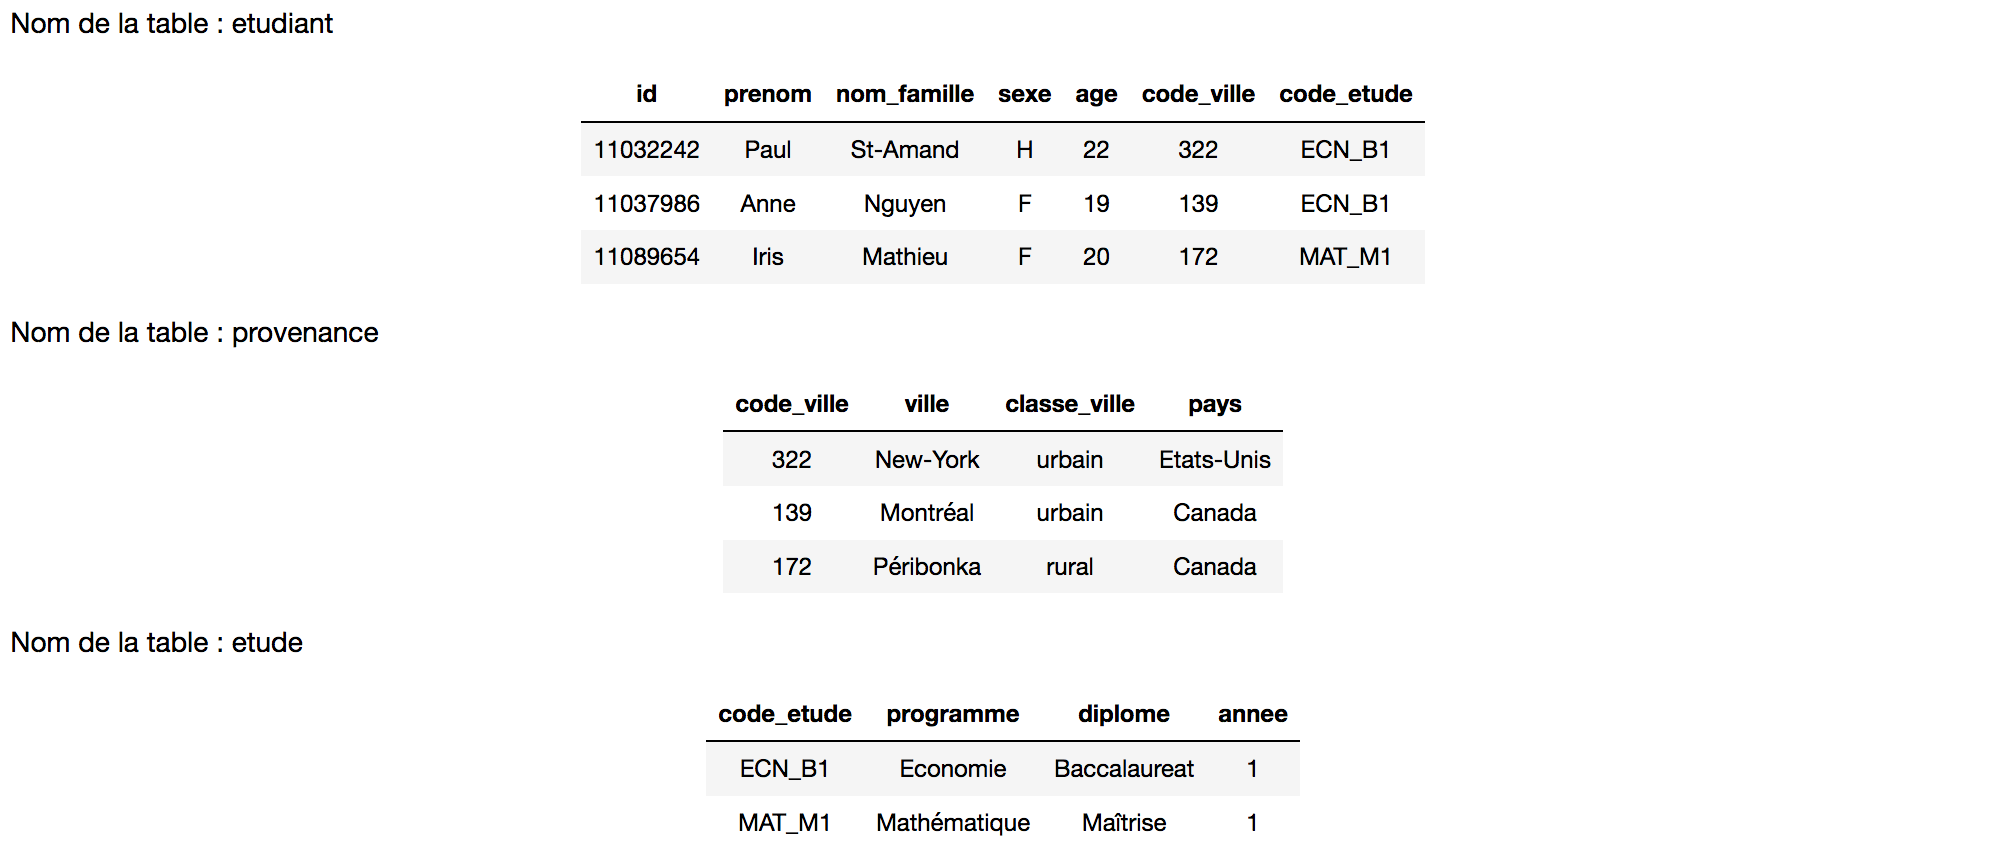 Nom de la table : etudiant
id prenom nom_famille sexe age code_ville code_etude
11032242 Paul St-Amand H 22 322 ECN_B1
11037986 Anne Nguyen F 19 139 ECN_B1
11089654 Iris Mathieu F 20 172 MAT_M1
Nom de la table : provenance
code_ville ville classe_ville pays
322 New-York urbain Etats-Unis
139 Montréal urbain Canada
172 Péribonka rural Canada
Nom de la table : etude
code_etude programme diplome annee
ECN_B1 Economie Baccalaureat 1
MAT_M1 Mathématique Maîtrise 1